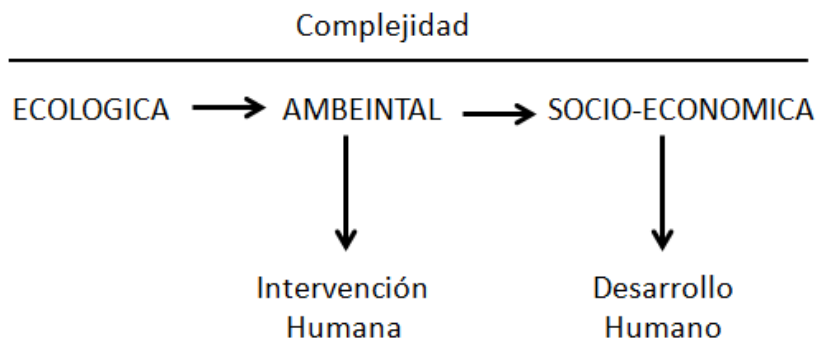 Complejidad
ECOLOGICA AMBEINTAL SOCIO-ECONOMICA
Intervención Desarrollo
Humana Humano